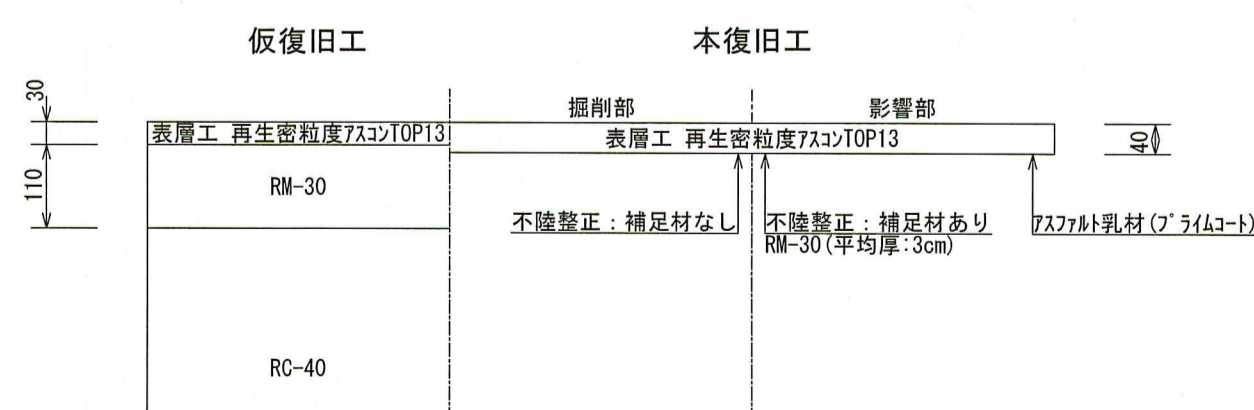 仮復旧工
本復旧工
30
掘削部
影響部
表層工 再生密粒度アスコンTOP13
表層工 再生密粒度アスコンTOP13
40
110
RM-30
不陸整正：補足材なし
不陸整正：補足材あり
RM-30(平均厚:3cm)
アスファルト乳材(プライムコート)
RC-40